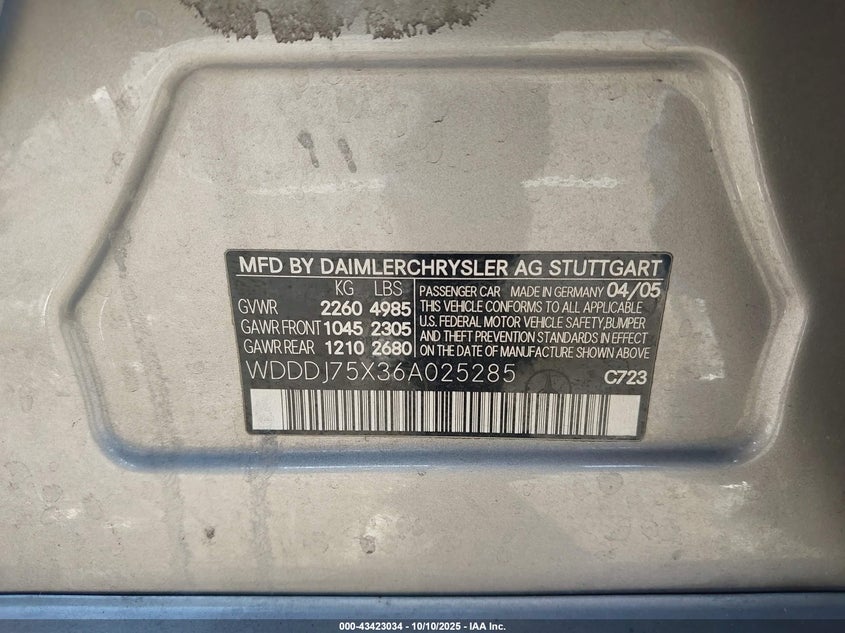 MFD BY DAIMLERCHRYSLER AG STUTTGART
KG LBS
GVWR 2260 4985
GAWR FRONT 1045 2305
GAWR REAR 1210 2680
PASSENGER CAR MADE IN GERMANY 04/05
THIS VEHICLE CONFORMS TO ALL APPLICABLE
U.S. FEDERAL MOTOR VEHICLE SAFETY,BUMPER
AND THEFT PREVENTION STANDARDS IN EFFECT
ON THE DATE OF MANUFACTURE SHOWN ABOVE
WDDDJ75X36A025285 C723
000-43423034 - 10/10/2025 - IAA Inc.